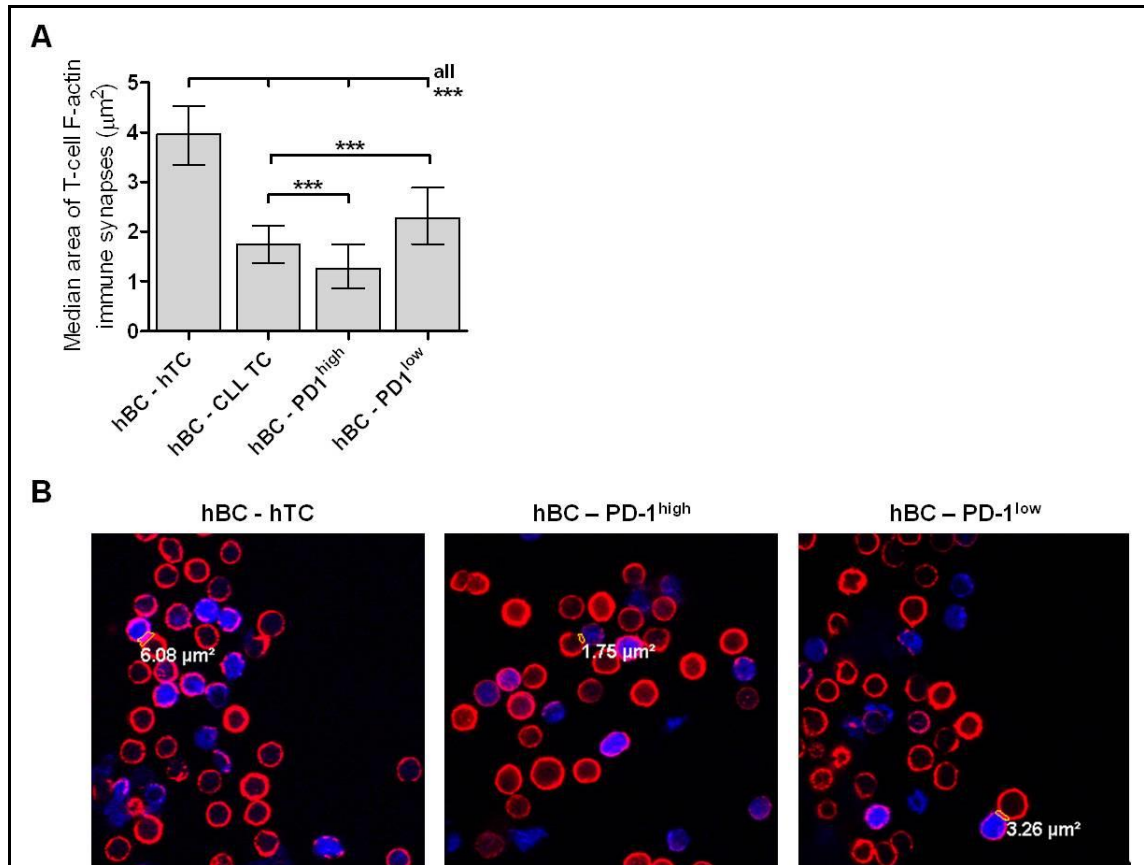 A
Median area of T-cell F-actin
immune synapses (μm²)
5
4
3
2
1
0
all
***
***
***
hBC - hTC
hBC - CLL TC
hBC - PD1high
hBC - PD1low
B
hBC - hTC
hBC – PD-1high
hBC – PD-1low
6.08 μm²
1.75 μm²
3.26 μm²